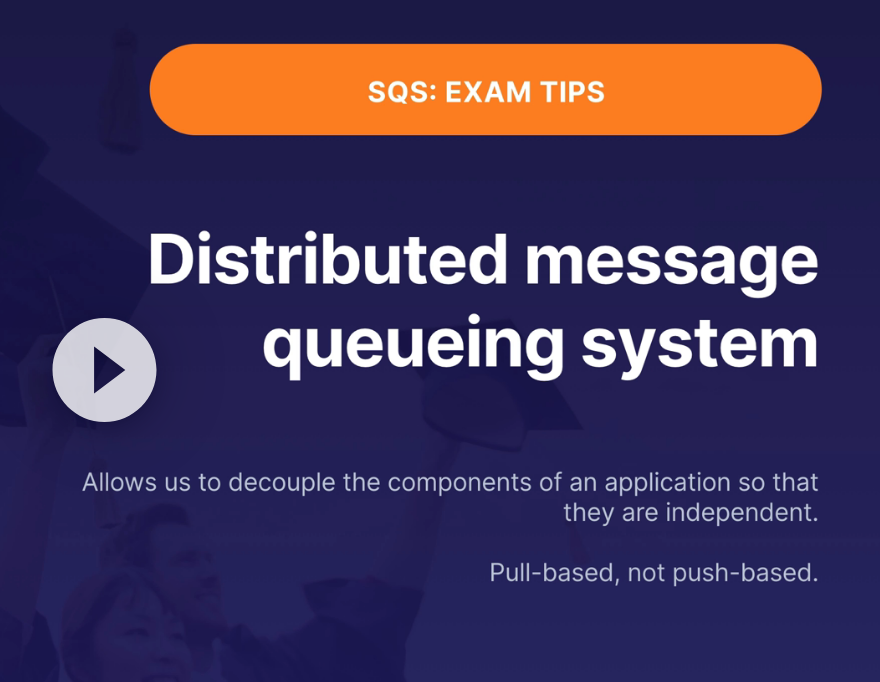 SQS: EXAM TIPS
Distributed message
queueing system
Allows us to decouple the components of an application so that
they are independent.
Pull-based, not push-based.